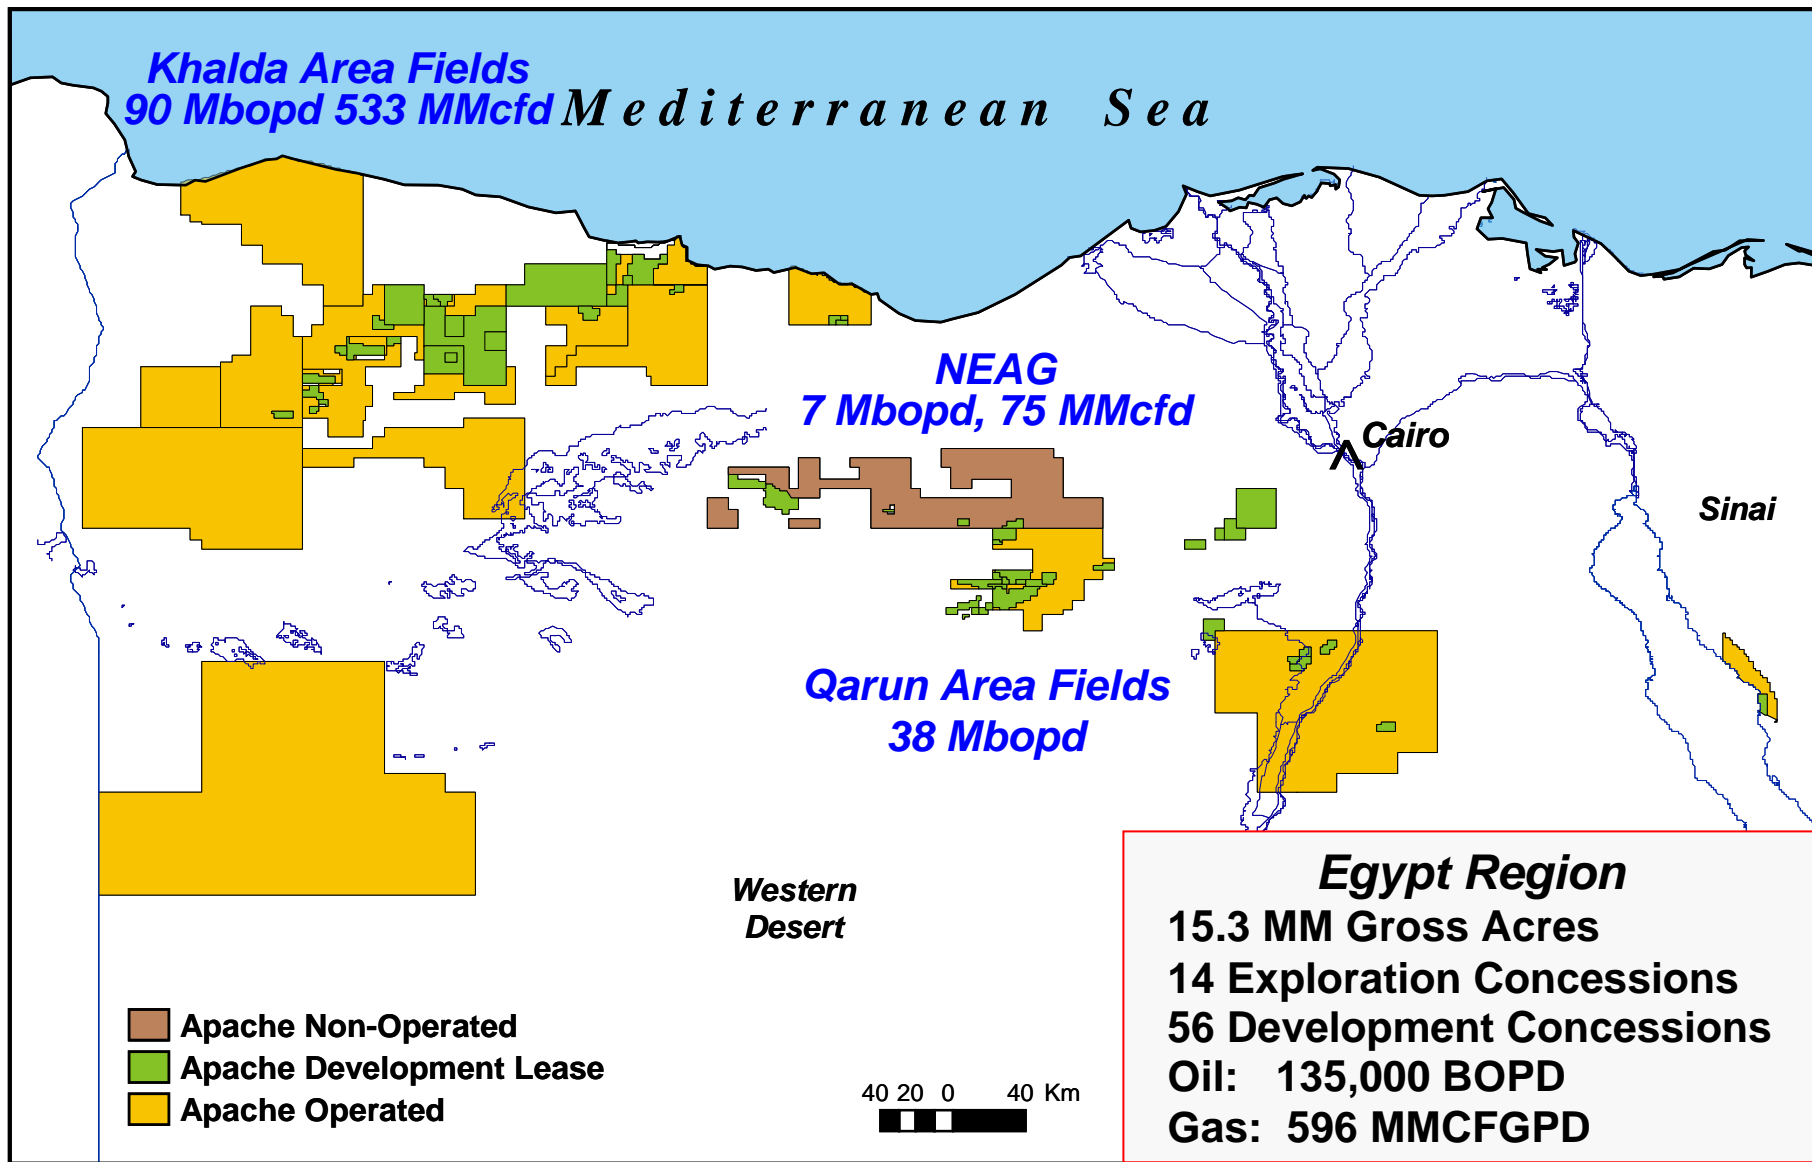 Khalda Area Fields
90 Mbopd 533 MMcfd
Mediterranean Sea
NEAG
7 Mbopd, 75 MMcfd
Cairo
Sinai
Qarun Area Fields
38 Mbopd
Western
Desert
Apache Non-Operated
Apache Development Lease
Apache Operated
40 20 0 40 Km
Egypt Region
15.3 MM Gross Acres
14 Exploration Concessions
56 Development Concessions
Oil: 135,000 BOPD
Gas: 596 MMCFGPD